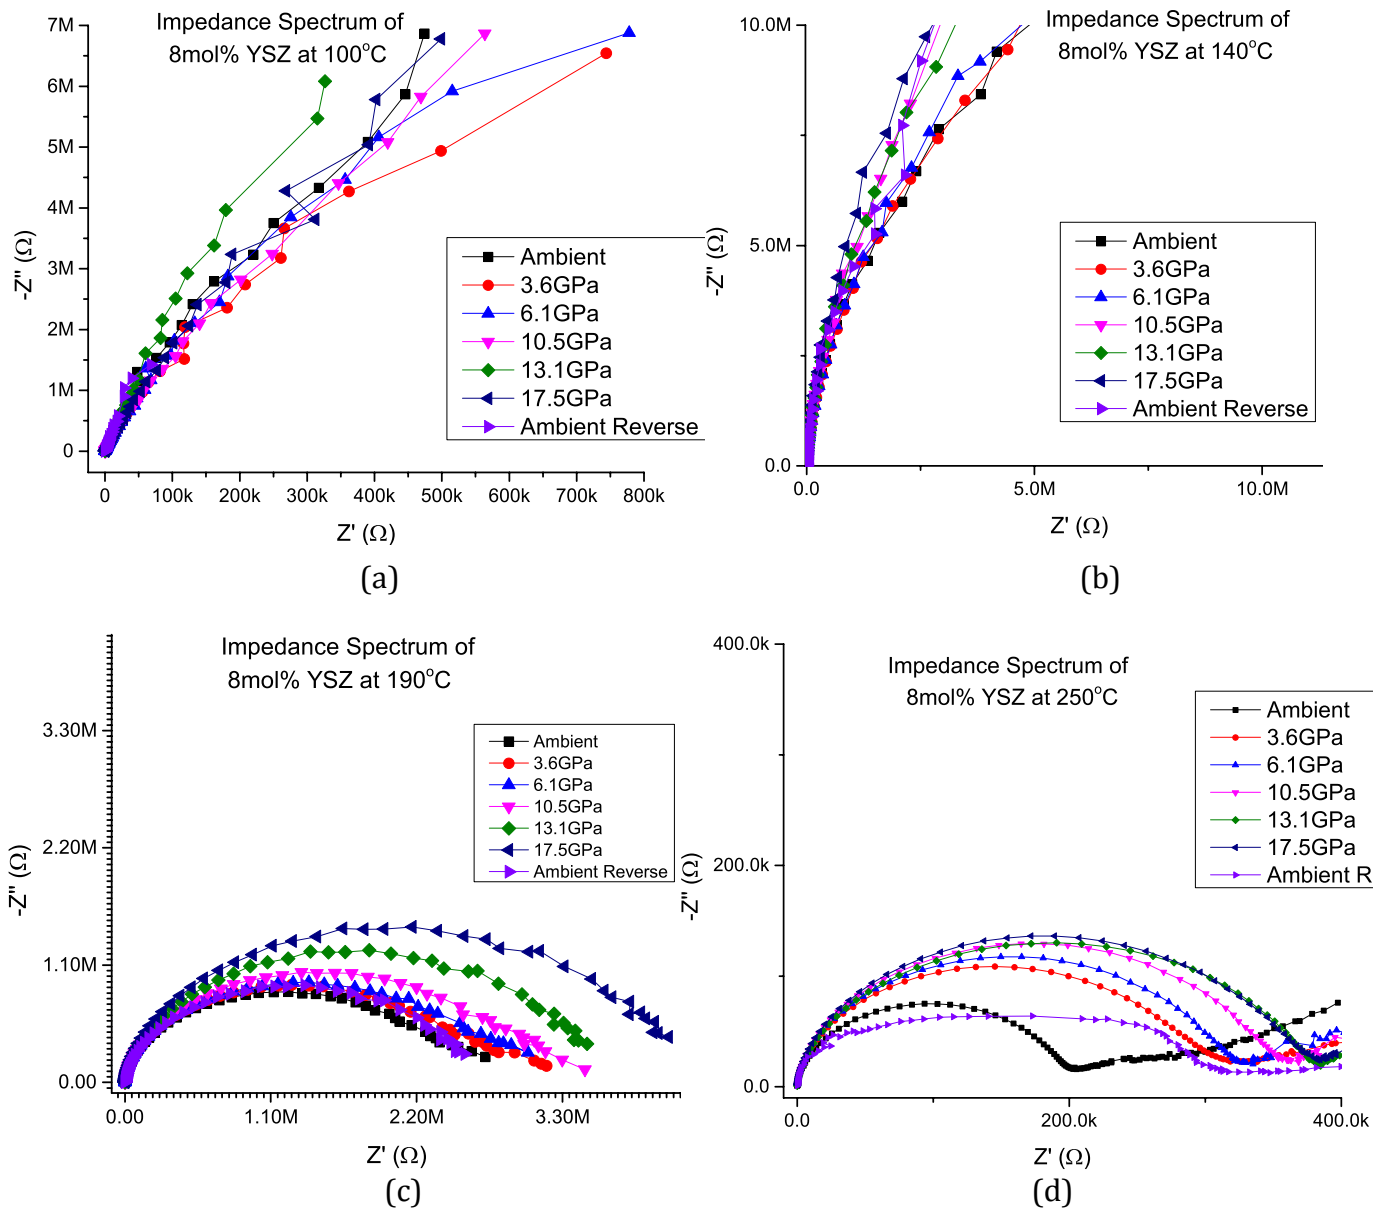 Impedance Spectrum of
8mol% YSZ at 100°C
7M
6M
5M
4M
3M
2M
1M
0
-Z'' (Ω)
Ambient
3.6GPa
6.1GPa
10.5GPa
13.1GPa
17.5GPa
Ambient Reverse
0 100k 200k 300k 400k 500k 600k 700k 800k
Z' (Ω)
(a)
Impedance Spectrum of
8mol% YSZ at 140°C
10.0M
5.0M
0.0
-Z'' (Ω)
Ambient
3.6GPa
6.1GPa
10.5GPa
13.1GPa
17.5GPa
Ambient Reverse
0.0 5.0M 10.0M
Z' (Ω)
(b)
Impedance Spectrum of
8mol% YSZ at 190°C
3.30M
2.20M
1.10M
0.00
-Z'' (Ω)
Ambient
3.6GPa
6.1GPa
10.5GPa
13.1GPa
17.5GPa
Ambient Reverse
0.00 1.10M 2.20M 3.30M
Z' (Ω)
(c)
Impedance Spectrum of
8mol% YSZ at 250°C
400.0k
200.0k
0.0
-Z'' (Ω)
Ambient
3.6GPa
6.1GPa
10.5GPa
13.1GPa
17.5GPa
Ambient R
0.0 200.0k 400.0k
Z' (Ω)
(d)